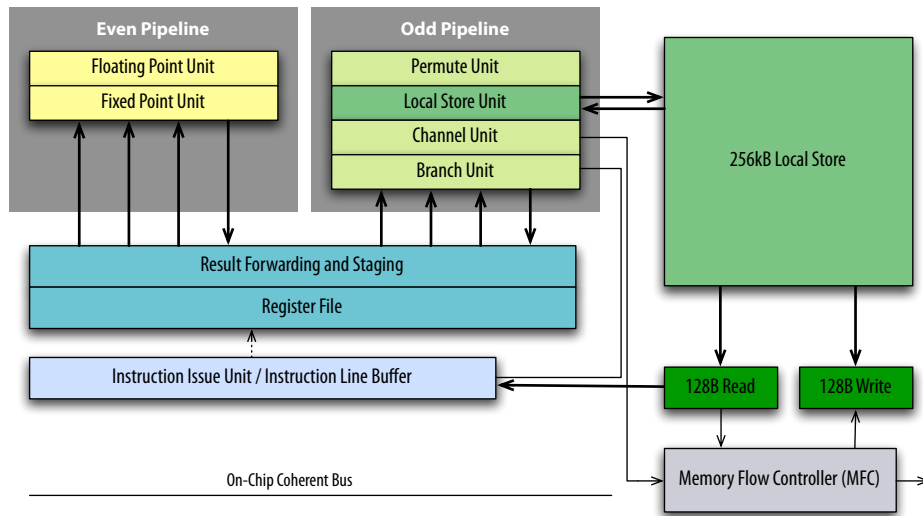 Even Pipeline
Floating Point Unit
Fixed Point Unit
Odd Pipeline
Permute Unit
Local Store Unit
Channel Unit
Branch Unit
256kB Local Store
Result Forwarding and Staging
Register File
Instruction Issue Unit / Instruction Line Buffer
128B Read
128B Write
Memory Flow Controller (MFC)
On-Chip Coherent Bus